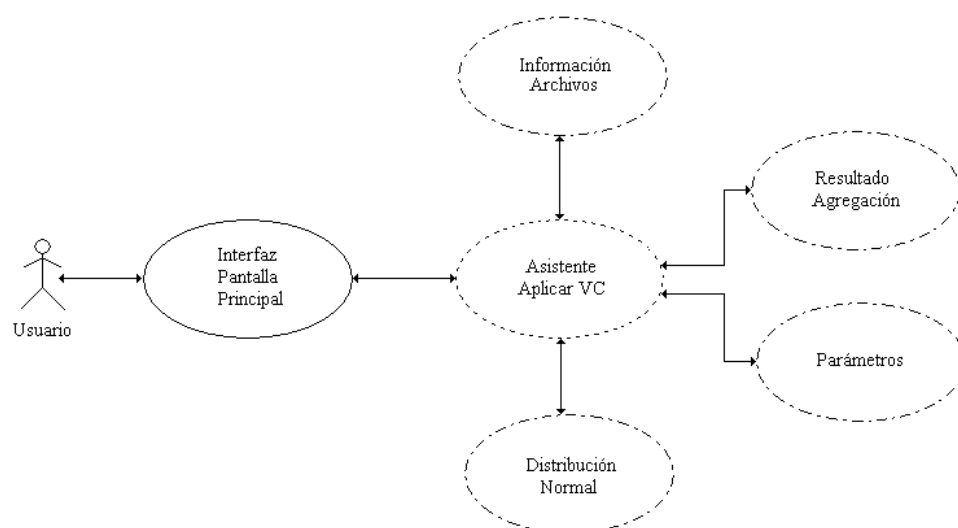 Información
Archivos
Resultado
Agregación
Interfaz
Pantalla
Principal
Asistente
Aplicar VC
Usuario
Parámetros
Distribución
Normal